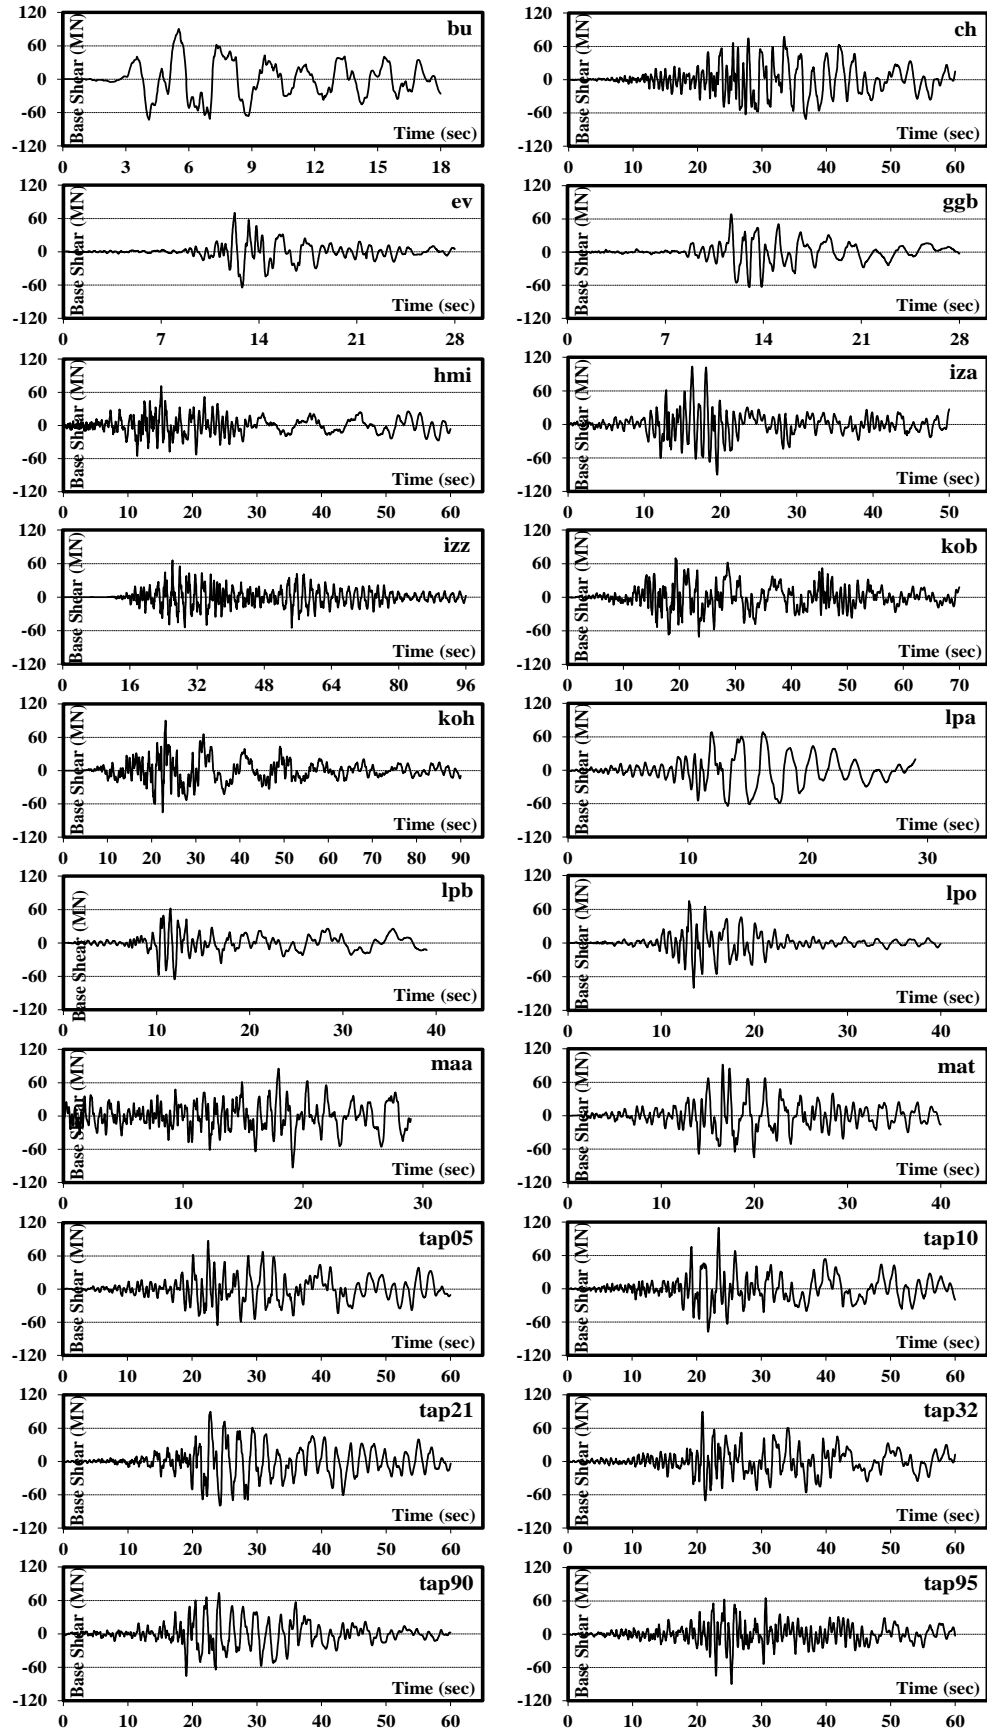 120 bu
60
0
-60
-120
Base Shear (MN)
Time (sec)
0 3 6 9 12 15 18
120 ch
60
0
-60
-120
Base Shear (MN)
Time (sec)
0 10 20 30 40 50 60
120 ev
60
0
-60
-120
Base Shear (MN)
Time (sec)
0 7 14 21 28
120 ggb
60
0
-60
-120
Base Shear (MN)
Time (sec)
0 7 14 21 28
120 hmi
60
0
-60
-120
Base Shear (MN)
Time (sec)
0 10 20 30 40 50 60
120 iza
60
0
-60
-120
Base Shear (MN)
Time (sec)
0 10 20 30 40 50
120 izz
60
0
-60
-120
Base Shear (MN)
Time (sec)
0 16 32 48 64 80 96
120 kob
60
0
-60
-120
Base Shear (MN)
Time (sec)
0 10 20 30 40 50 60 70
120 koh
60
0
-60
-120
Base Shear (MN)
Time (sec)
0 10 20 30 40 50 60 70 80 90
120 lpa
60
0
-60
-120
Base Shear (MN)
Time (sec)
0 10 20 30
120 lpb
60
0
-60
-120
Base Shear (MN)
Time (sec)
0 10 20 30 40
120 lpo
60
0
-60
-120
Base Shear (MN)
Time (sec)
0 10 20 30 40
120 maa
60
0
-60
-120
Base Shear (MN)
Time (sec)
0 10 20 30
120 mat
60
0
-60
-120
Base Shear (MN)
Time (sec)
0 10 20 30 40
120 tap05
60
0
-60
-120
Base Shear (MN)
Time (sec)
0 10 20 30 40 50 60
120 tap10
60
0
-60
-120
Base Shear (MN)
Time (sec)
0 10 20 30 40 50 60
120 tap21
60
0
-60
-120
Base Shear (MN)
Time (sec)
0 10 20 30 40 50 60
120 tap32
60
0
-60
-120
Base Shear (MN)
Time (sec)
0 10 20 30 40 50 60
120 tap90
60
0
-60
-120
Base Shear (MN)
Time (sec)
0 10 20 30 40 50 60
120 tap95
60
0
-60
-120
Base Shear (MN)
Time (sec)
0 10 20 30 40 50 60